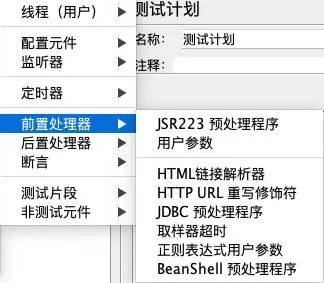 线程（用户）
配置元件
监听器
定时器
前置处理器
后置处理器
断言
测试片段
非测试元件
测试计划
名称： 测试计划
注释：
JSR223 预处理程序
用户参数
HTML链接解析器
HTTP URL 重写修饰符
JDBC 预处理程序
取样器超时
正则表达式用户参数
BeanShell 预处理程序